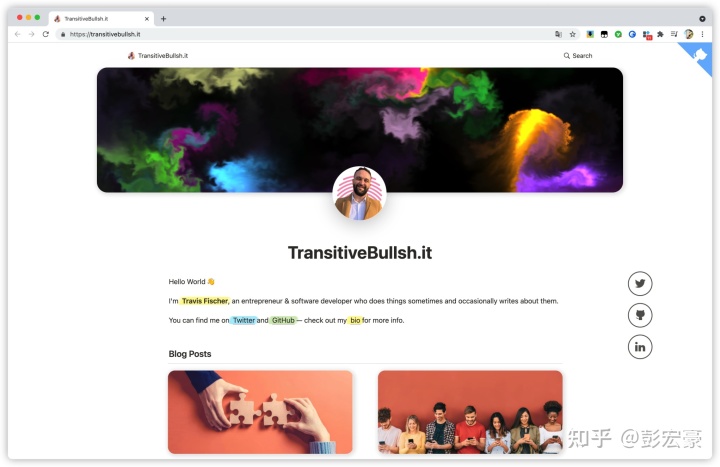 TransitiveBullsh.it
https://transitivebullsh.it
TransitiveBullsh.it
Search
TransitiveBullsh.it
Hello World 👋
I'm Travis Fischer, an entrepreneur & software developer who does things sometimes and occasionally writes about them.
You can find me on Twitter and GitHub — check out my bio for more info.
Blog Posts
知乎 @彭宏豪